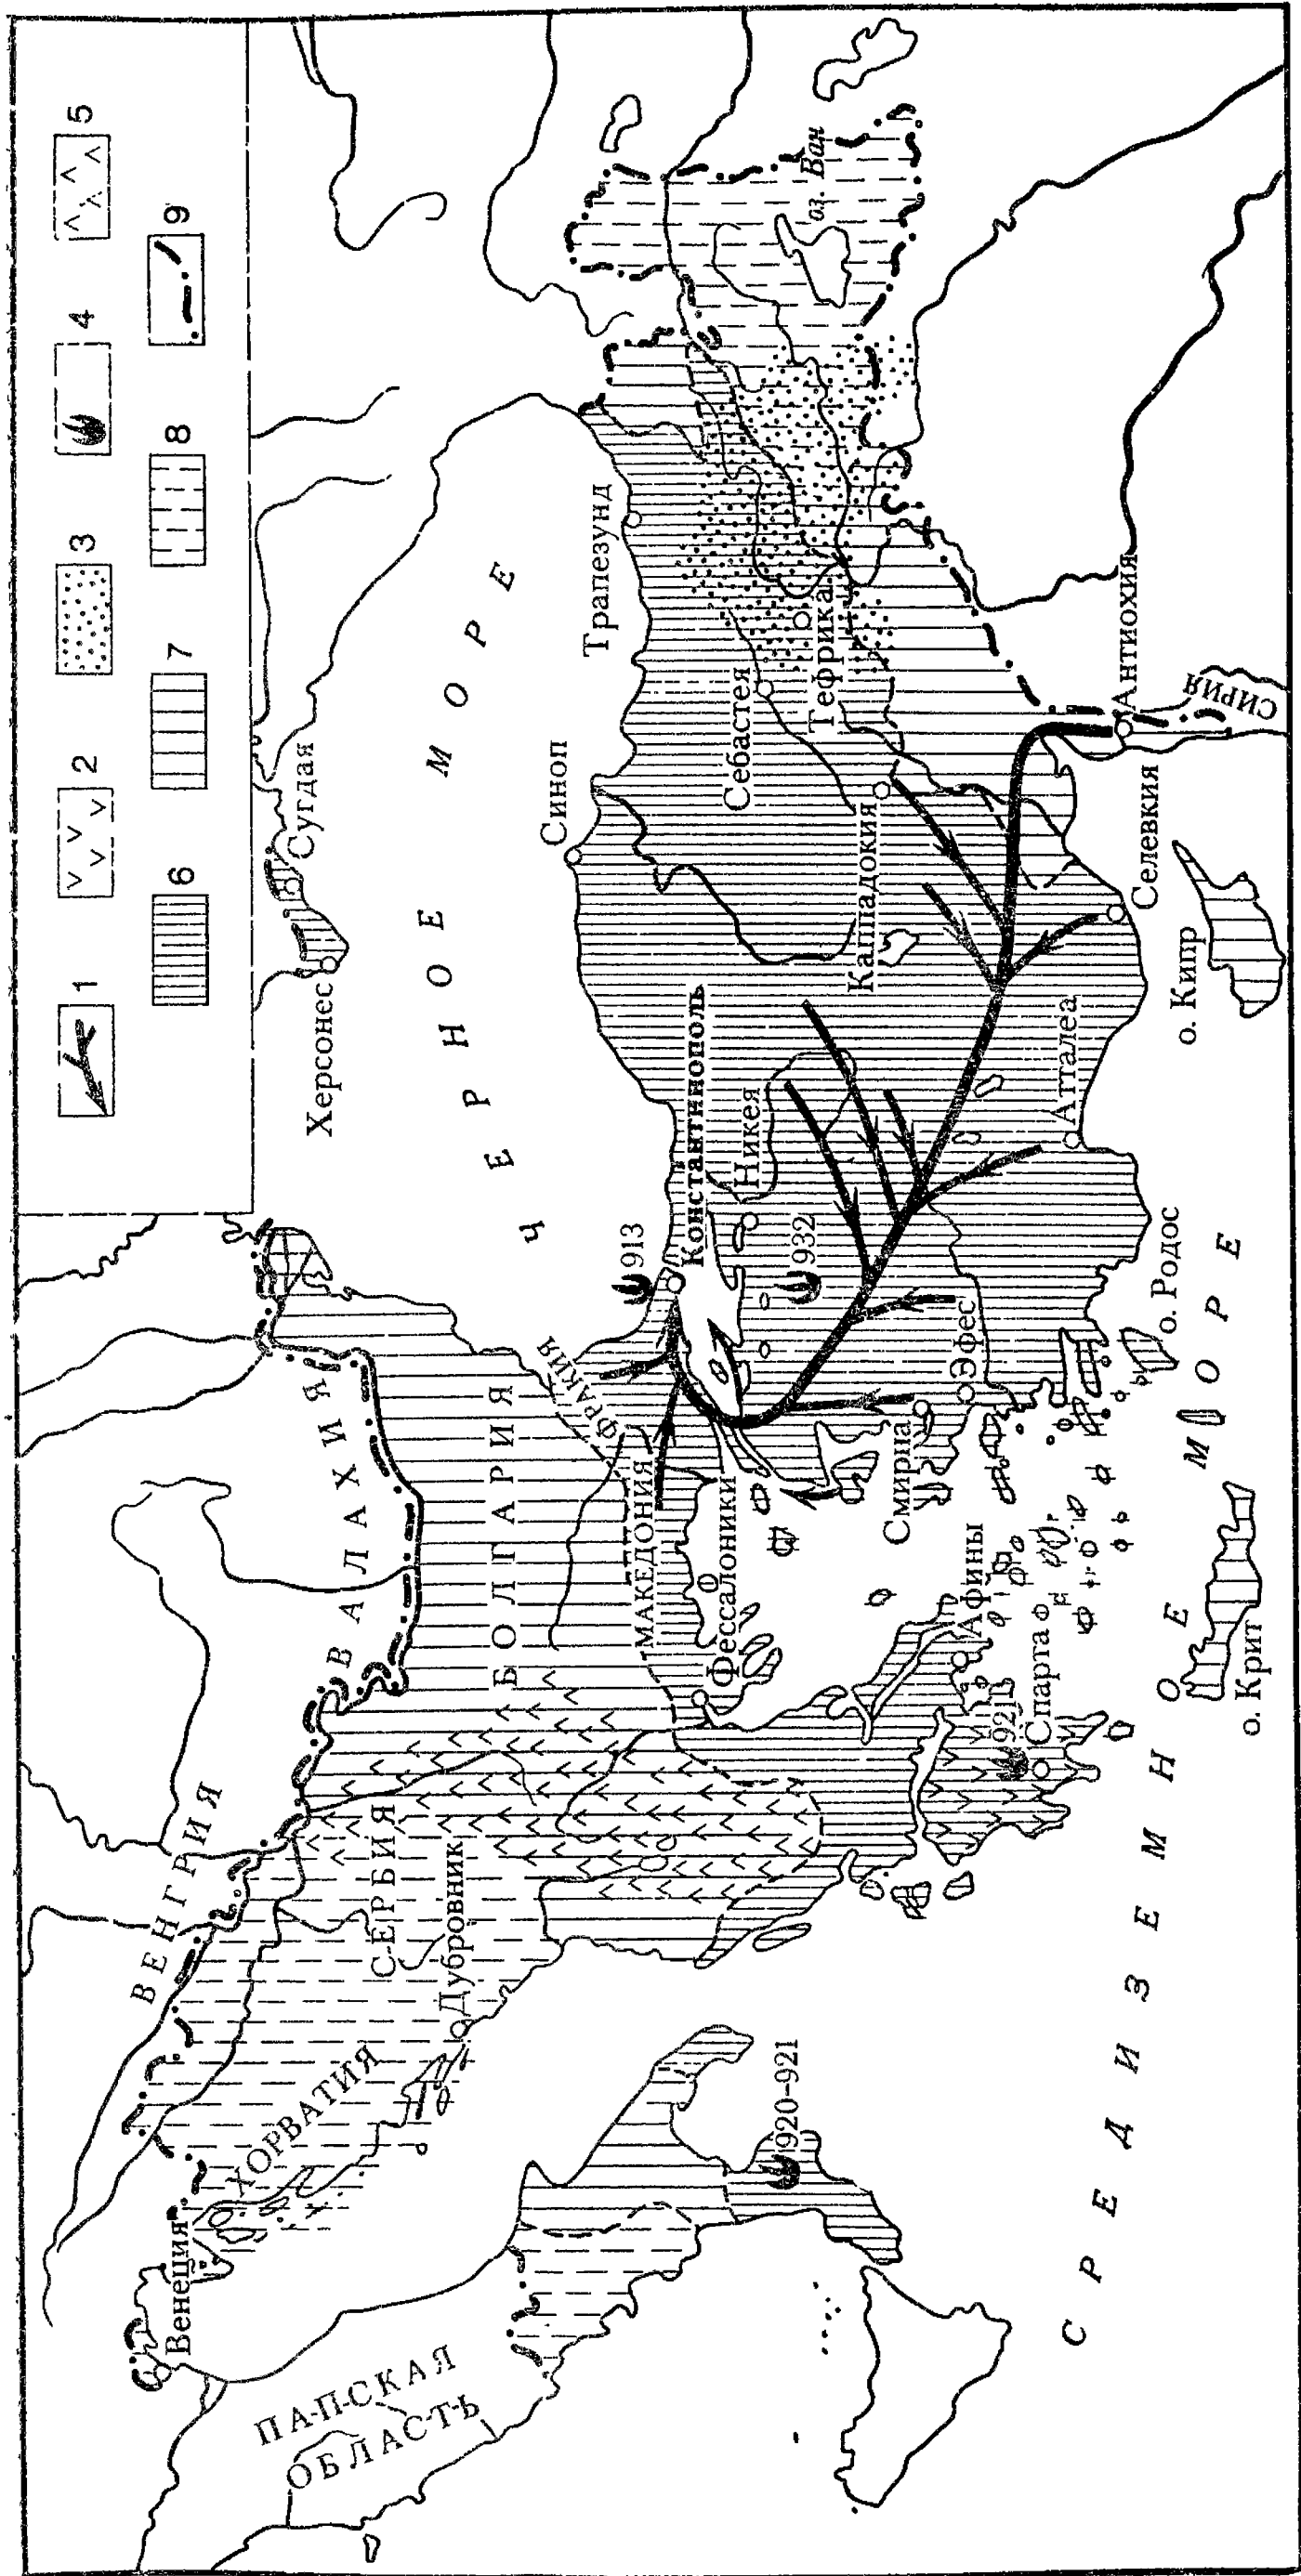 1
2
3
4
5
6
7
8
9
Венеция
ХОРВАТИЯ
ВЕНГРИЯ
СЕРБИЯ
Дубровник
ВАЛАХИЯ
БОЛГАРИЯ
ПАПСКАЯ
ОБЛАСТЬ
920-921
МАКЕДОНИЯ
ФРАКИЯ
Фессалоники
Афины
921
Спарта
о. Крит
Херсонес
Сугдая
ЧЕРНОЕ МОРЕ
913
Константинополь
Никея
932
Смирна
Эфес
о. Родос
Атталеа
Синоп
Трапезунд
Себастея
Тефрика
Каппадокия
оз. Ван
Селевкия
Антиохия
СИРИЯ
о. Кипр
СРЕДИЗЕМНОЕ МОРЕ